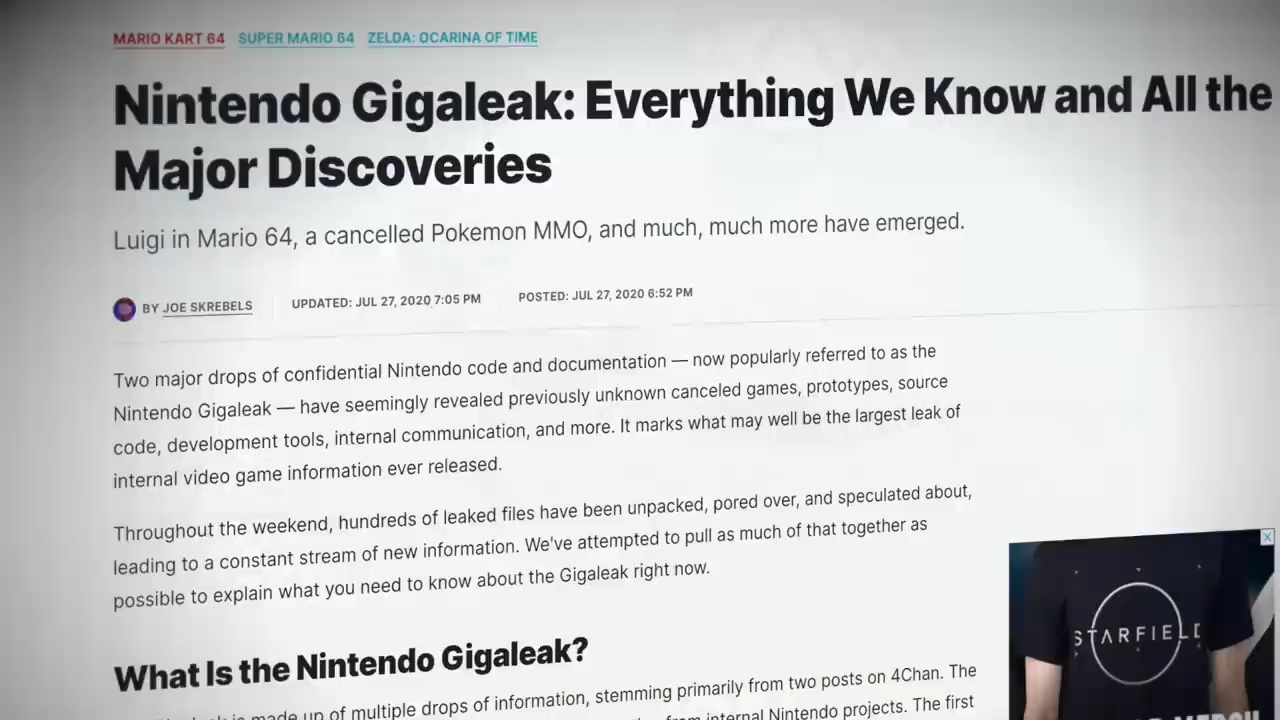 MARIO KART 64 SUPER MARIO 64 ZELDA: OCARINA OF TIME
Nintendo Gigaleak: Everything We Know and All the
Major Discoveries
Luigi in Mario 64, a cancelled Pokemon MMO, and much, much more have emerged.
BY JOE SKREBELS UPDATED: JUL 27, 2020 7:05 PM POSTED: JUL 27, 2020 6:52 PM
Two major drops of confidential Nintendo code and documentation — now popularly referred to as the
Nintendo Gigaleak — have seemingly revealed previously unknown canceled games, prototypes, source
code, development tools, internal communication, and more. It marks what may well be the largest leak of
internal video game information ever released.
Throughout the weekend, hundreds of leaked files have been unpacked, pored over, and speculated about,
leading to a constant stream of new information. We've attempted to pull as much of that together as
possible to explain what you need to know about the Gigaleak right now.
STARFIELD
What Is the Nintendo Gigaleak?
is made up of multiple drops of information, stemming primarily from two posts on 4Chan. The
from internal Nintendo projects. The first